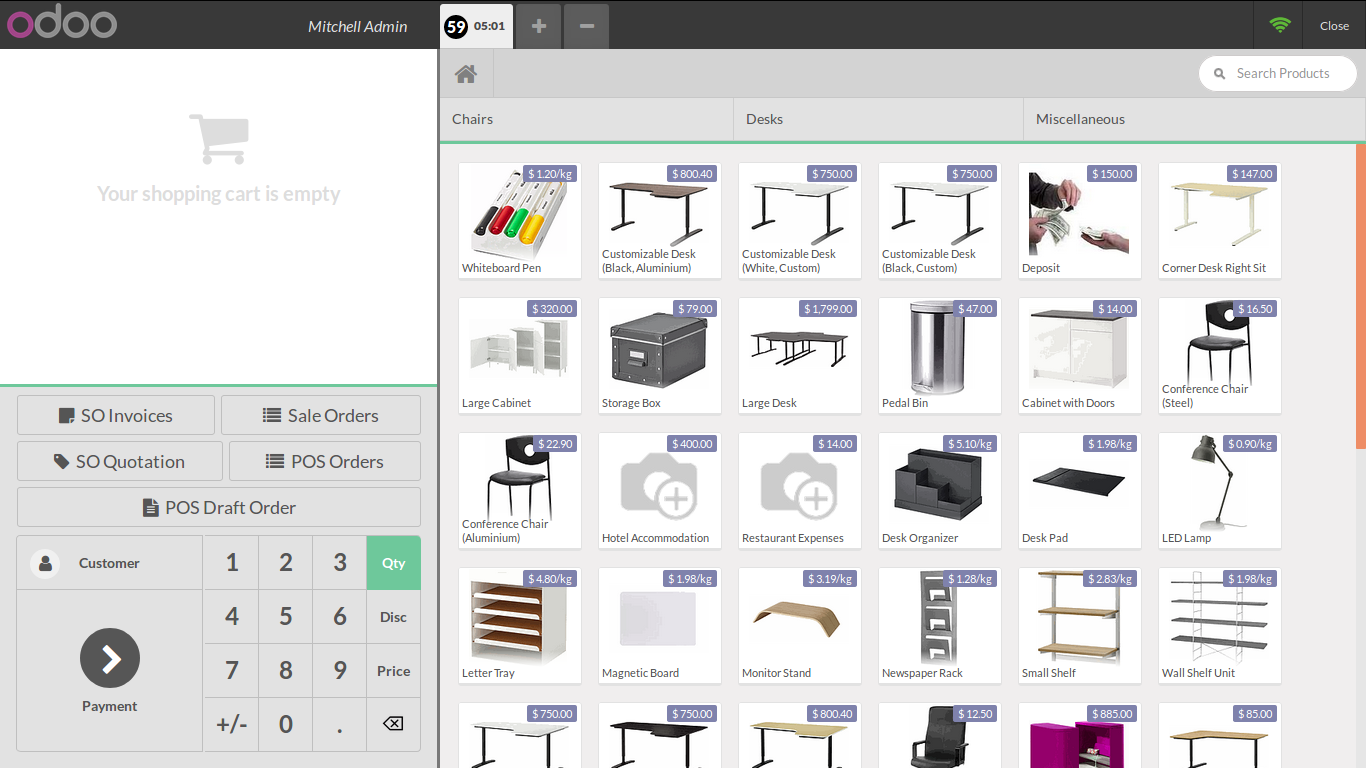 odoo
Mitchell Admin
59 05:01
Close
Search Products
Chairs
Desks
Miscellaneous
Your shopping cart is empty
SO Invoices
Sale Orders
SO Quotation
POS Orders
POS Draft Order
Customer
Payment
1 2 3 Qty
4 5 6 Disc
7 8 9 Price
+/- 0 .
$ 1.20/kg
Whiteboard Pen
$ 800.40
Customizable Desk
(Black, Aluminium)
$ 750.00
Customizable Desk
(White, Custom)
$ 750.00
Customizable Desk
(Black, Custom)
$ 150.00
Deposit
$ 147.00
Corner Desk Right Sit
$ 320.00
Large Cabinet
$ 79.00
Storage Box
$ 1,799.00
Large Desk
$ 47.00
Pedal Bin
$ 14.00
Cabinet with Doors
$ 16.50
Conference Chair
(Steel)
$ 22.90
Conference Chair
(Aluminium)
$ 400.00
Hotel Accommodation
$ 14.00
Restaurant Expenses
$ 5.10/kg
Desk Organizer
$ 1.98/kg
Desk Pad
$ 0.90/kg
LED Lamp
$ 4.80/kg
Letter Tray
$ 1.98/kg
Magnetic Board
$ 3.19/kg
Monitor Stand
$ 1.28/kg
Newspaper Rack
$ 2.83/kg
Small Shelf
$ 1.98/kg
Wall Shelf Unit
$ 750.00
$ 750.00
$ 800.40
$ 12.50
$ 885.00
$ 85.00